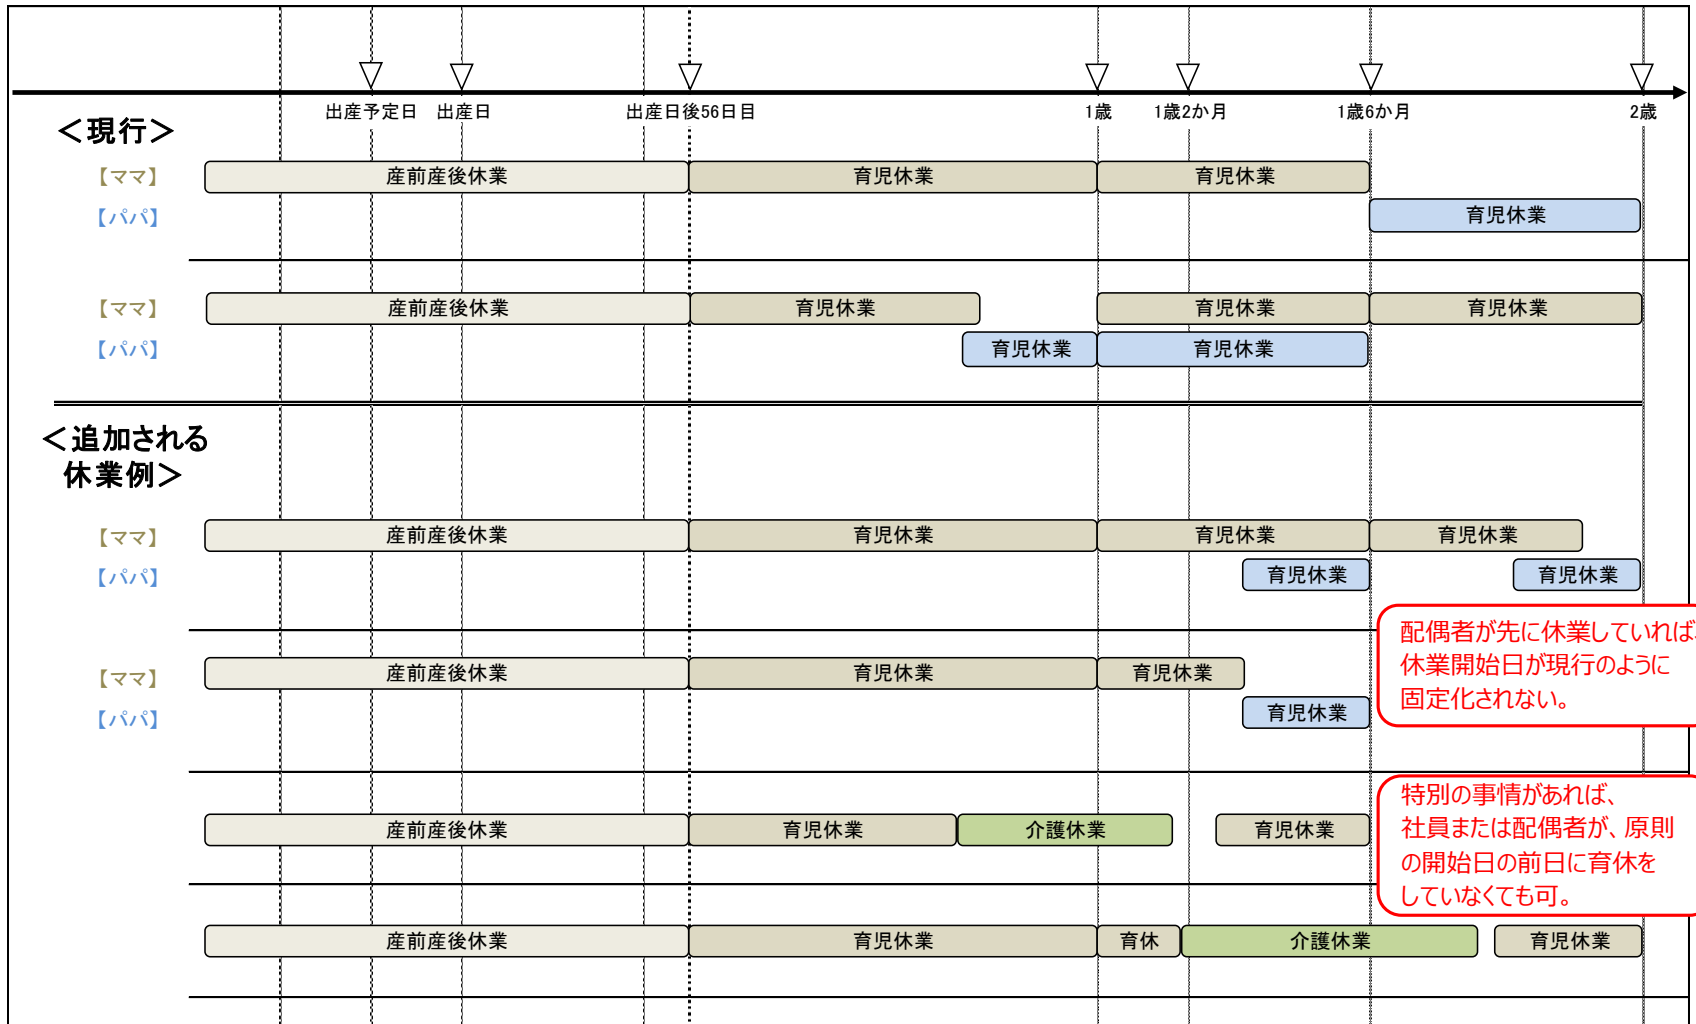 出産予定日 出産日 出産日後56日目 1歳 1歳2か月 1歳6か月 2歳
＜現行＞
【ママ】 産前産後休業 育児休業 育児休業
【パパ】 育児休業
【ママ】 産前産後休業 育児休業 育児休業 育児休業
【パパ】 育児休業 育児休業
＜追加される
休業例＞
【ママ】 産前産後休業 育児休業 育児休業 育児休業
【パパ】 育児休業 育児休業
配偶者が先に休業していれば、
休業開始日が現行のように
固定化されない。
【ママ】 産前産後休業 育児休業 育児休業
【パパ】 育児休業
特別の事情があれば、
社員または配偶者が、原則
の開始日の前日に育休を
していなくても可。
産前産後休業 育児休業 介護休業 育児休業
産前産後休業 育児休業 育休 介護休業 育児休業